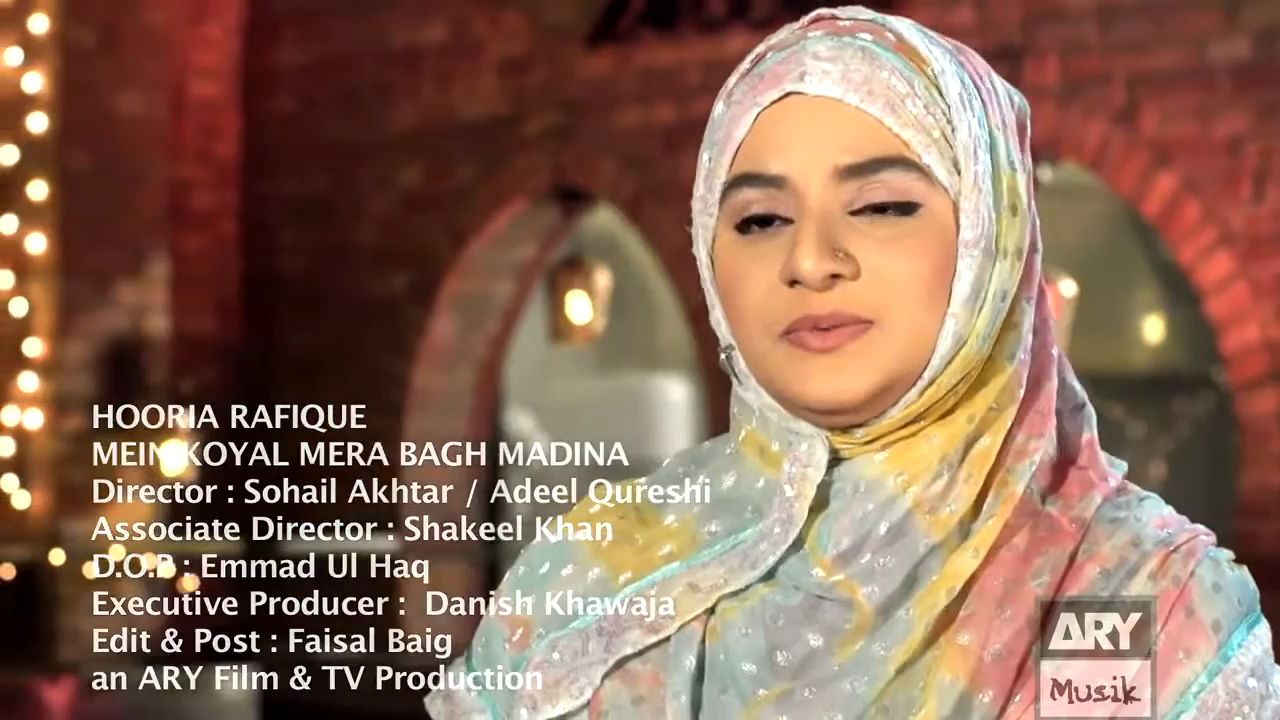 HOORIA RAFIQUE
MEIN KOYAL MERA BAGH MADINA
Director : Sohail Akhtar / Adeel Qureshi
Associate Director : Shakeel Khan
D.O.P : Emmad Ul Haq
Executive Producer :  Danish Khawaja
Edit & Post : Faisal Baig
an ARY Film & TV Production
ARY
Musik